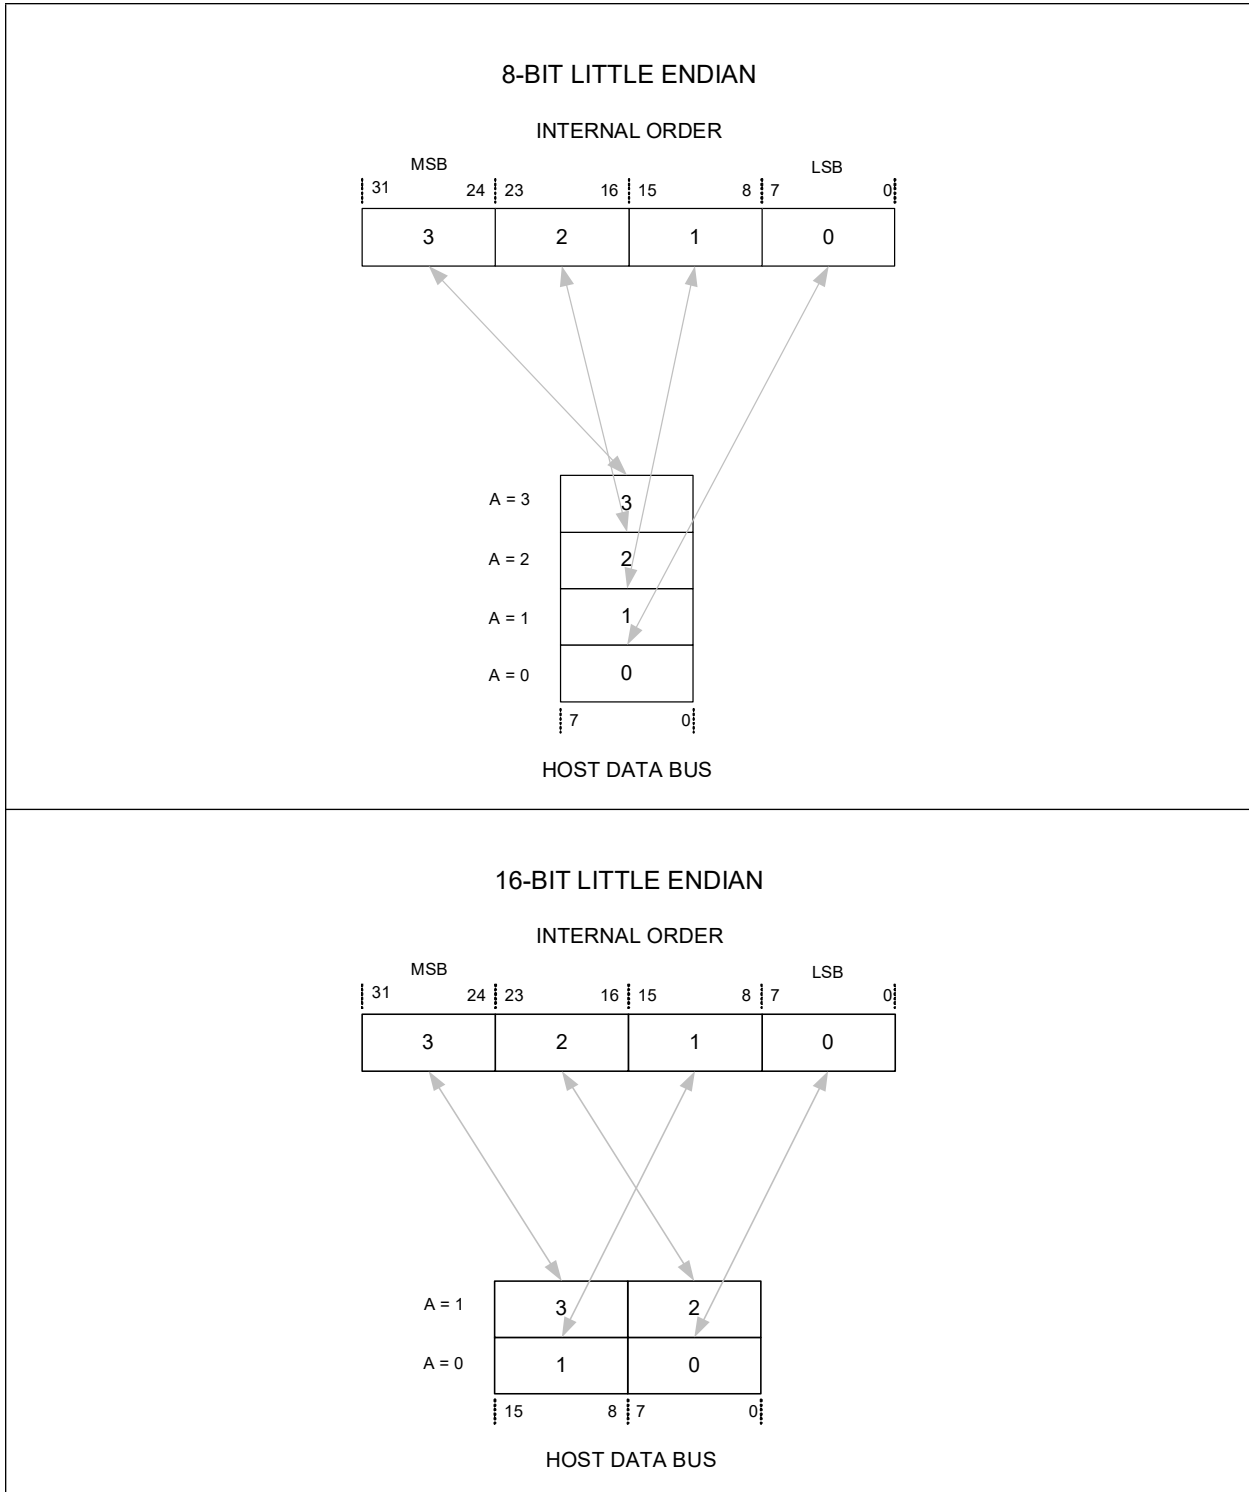 8-BIT LITTLE ENDIAN
INTERNAL ORDER
MSB LSB
31 24 23 16 15 8 7 0
3 2 1 0
A = 3 3
A = 2 2
A = 1 1
A = 0 0
7 0
HOST DATA BUS
16-BIT LITTLE ENDIAN
INTERNAL ORDER
MSB LSB
31 24 23 16 15 8 7 0
3 2 1 0
A = 1 3 2
A = 0 1 0
15 8 7 0
HOST DATA BUS